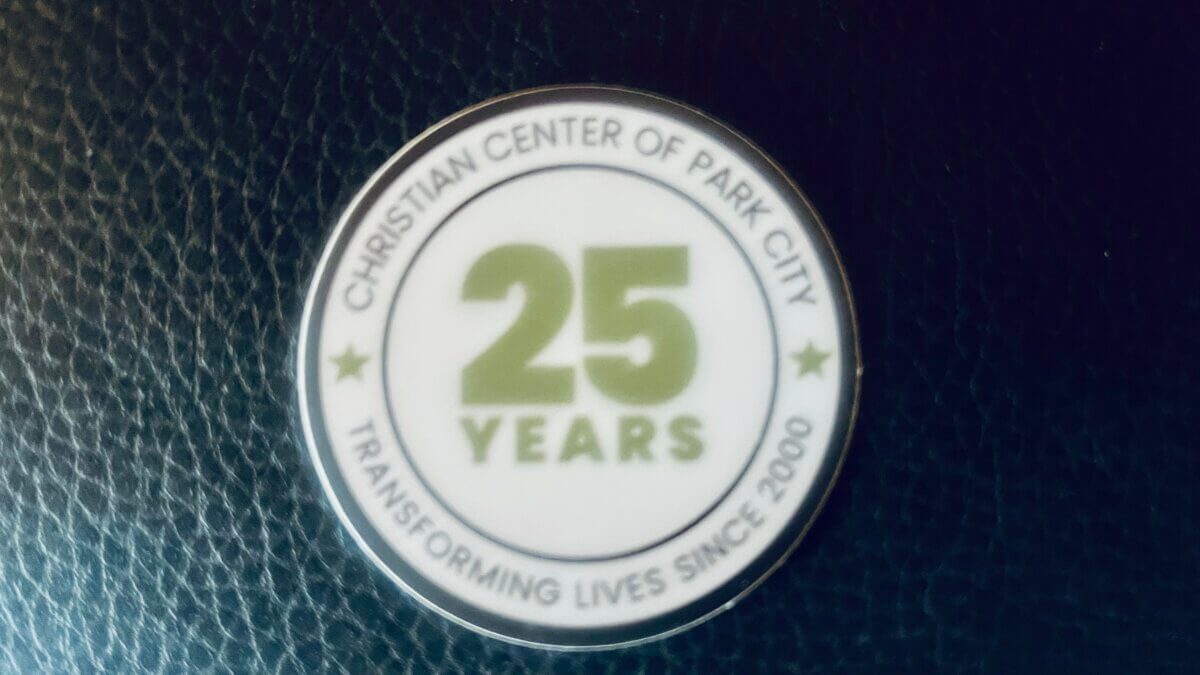 CHRISTIAN CENTER OF PARK CITY
25
YEARS
TRANSFORMING LIVES SINCE 2000